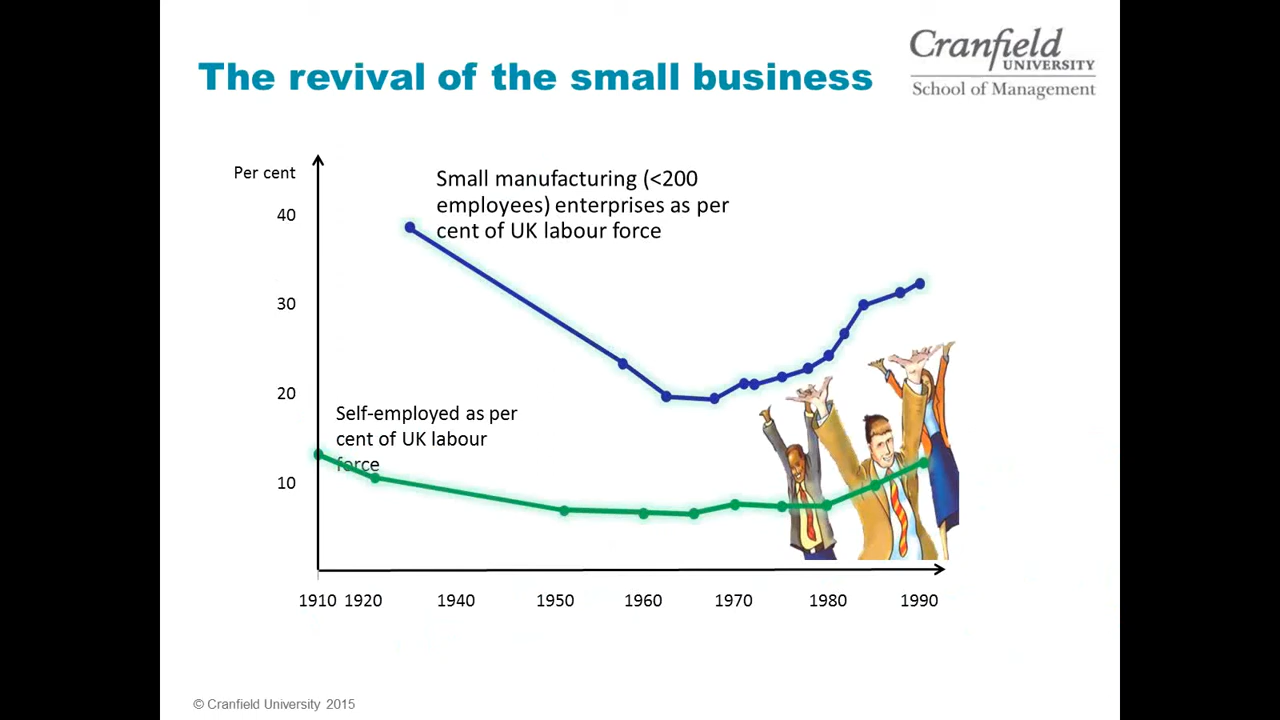 The revival of the small business
Cranfield
UNIVERSITY
School of Management
Per cent
40
30
20
10
Small manufacturing (<200
employees) enterprises as per
cent of UK labour force
Self-employed as per
cent of UK labour
force
1910 1920 1940 1950 1960 1970 1980 1990
© Cranfield University 2015